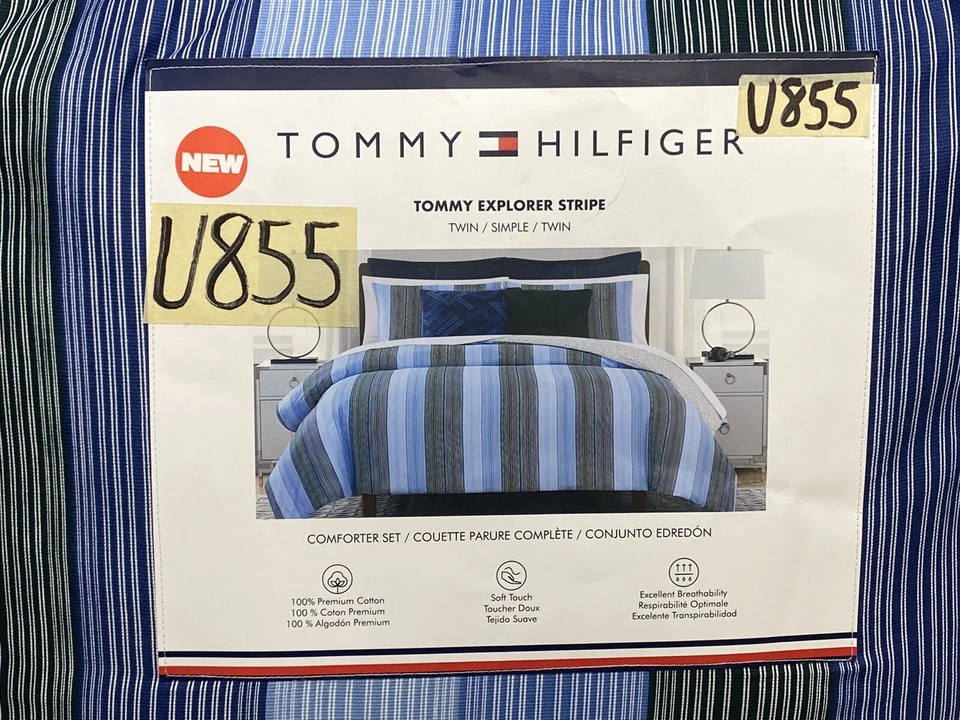 U855
TOMMY HILFIGER
NEW
TOMMY EXPLORER STRIPE
TWIN / SIMPLE / TWIN
U855
COMFORTER SET / COUETTE PARURE COMPLÈTE / CONJUNTO EDREDÓN
100% Premium Cotton
100 % Coton Premium
100 % Algodón Premium
Soft Touch
Toucher Doux
Tejido Suave
Excellent Breathability
Respirabilité Optimale
Excelente Transpirabilidad